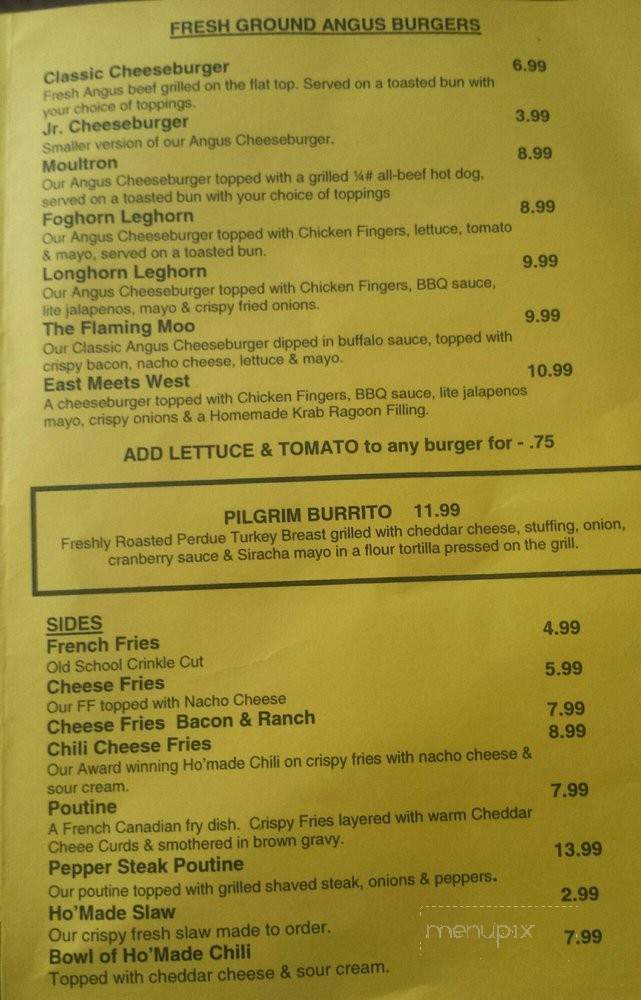 FRESH GROUND ANGUS BURGERS
Classic Cheeseburger 6.99
Fresh Angus beef grilled on the flat top. Served on a toasted bun with
your choice of toppings.
Jr. Cheeseburger 3.99
Smaller version of our Angus Cheeseburger.
Moultron 8.99
Our Angus Cheeseburger topped with a grilled ¼# all-beef hot dog,
served on a toasted bun with your choice of toppings
Foghorn Leghorn 8.99
Our Angus Cheeseburger topped with Chicken Fingers, lettuce, tomato
& mayo, served on a toasted bun.
Longhorn Leghorn 9.99
Our Angus Cheeseburger topped with Chicken Fingers, BBQ sauce,
lite jalapenos, mayo & crispy fried onions.
The Flaming Moo 9.99
Our Classic Angus Cheeseburger dipped in buffalo sauce, topped with
crispy bacon, nacho cheese, lettuce & mayo.
East Meets West 10.99
A cheeseburger topped with Chicken Fingers, BBQ sauce, lite jalapenos
mayo, crispy onions & a Homemade Krab Ragoon Filling.
ADD LETTUCE & TOMATO to any burger for - .75
PILGRIM BURRITO 11.99
Freshly Roasted Perdue Turkey Breast grilled with cheddar cheese, stuffing, onion,
cranberry sauce & Siracha mayo in a flour tortilla pressed on the grill.
SIDES
French Fries 4.99
Old School Crinkle Cut
Cheese Fries 5.99
Our FF topped with Nacho Cheese
Cheese Fries Bacon & Ranch 7.99
Chili Cheese Fries 8.99
Our Award winning Ho'made Chili on crispy fries with nacho cheese &
sour cream.
Poutine 7.99
A French Canadian fry dish. Crispy Fries layered with warm Cheddar
Cheee Curds & smothered in brown gravy.
Pepper Steak Poutine 13.99
Our poutine topped with grilled shaved steak, onions & peppers.
Ho'Made Slaw 2.99
Our crispy fresh slaw made to order.
Bowl of Ho'Made Chili 7.99
Topped with cheddar cheese & sour cream.
menupix